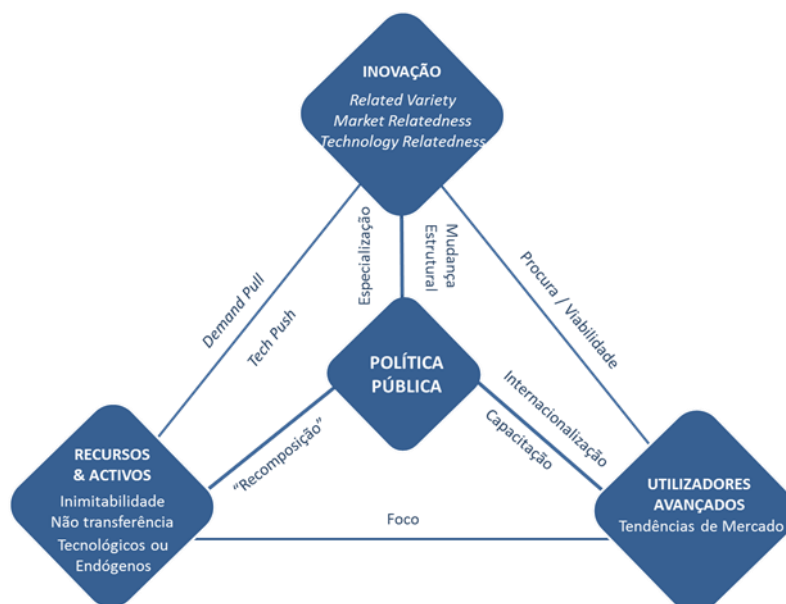 INOVAÇÃO
Related Variety
Market Relatedness
Technology Relatedness
Especialização
Mudança
Estrutural
Demand Pull
Tech Push
Procura / Viabilidade
POLÍTICA
PÚBLICA
"Recomposição"
Internacionalização
Capacitação
RECURSOS
& ACTIVOS
Inimitabilidade
Não transferência
Tecnológicos ou
Endógenos
Foco
UTILIZADORES
AVANÇADOS
Tendências de Mercado